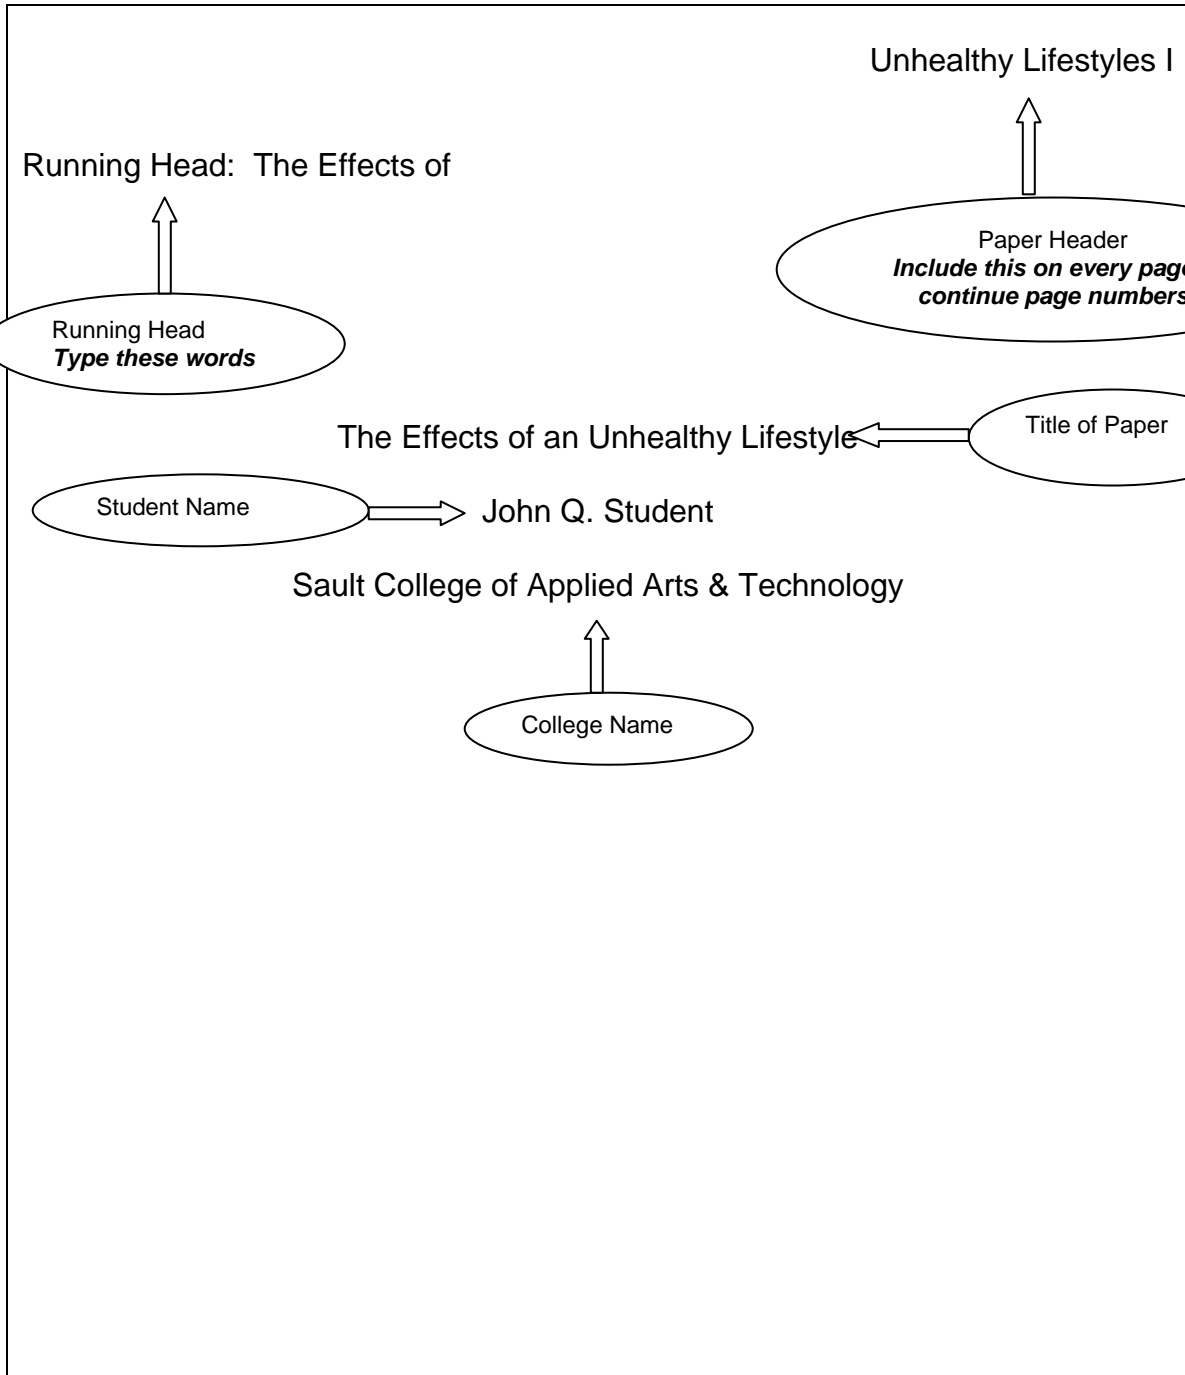 Unhealthy Lifestyles I
Running Head:  The Effects of
Paper Header
Include this on every page
continue page numbers
Running Head
Type these words
Title of Paper
The Effects of an Unhealthy Lifestyle
Student Name
John Q. Student
Sault College of Applied Arts & Technology
College Name